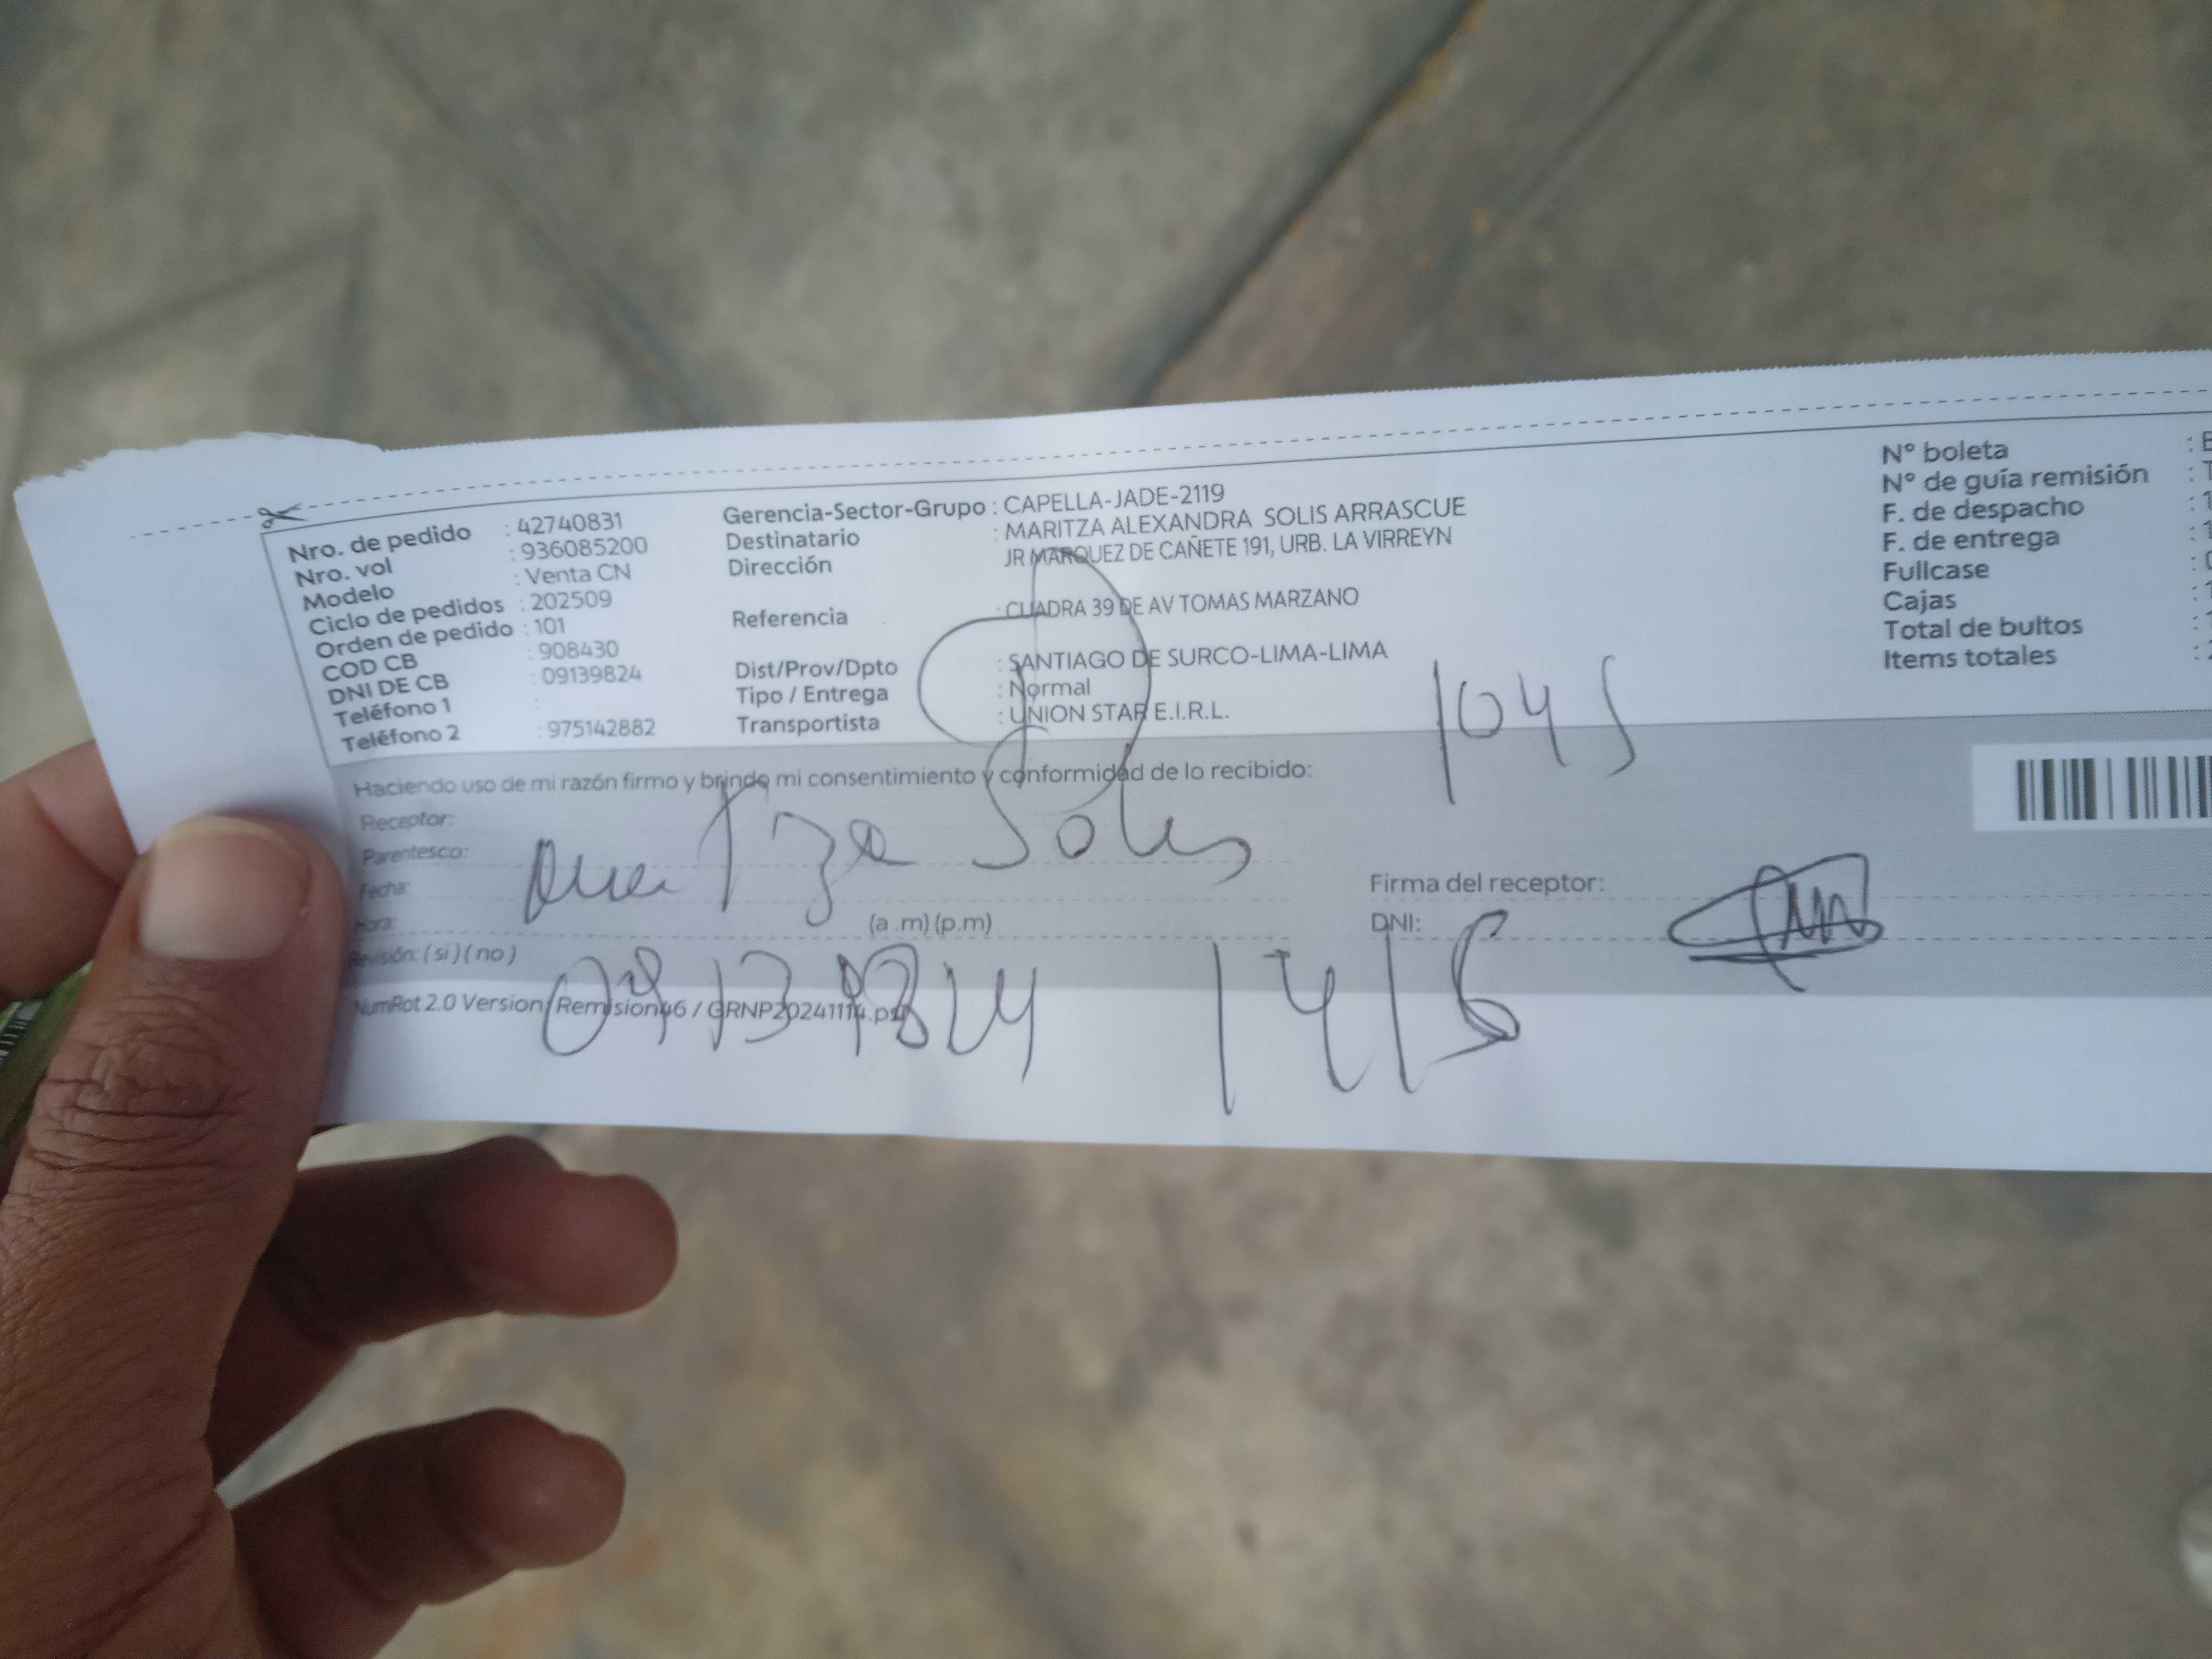 Nro. de pedido : 42740831
Nro. vol : 936085200
Modelo : Venta CN
Ciclo de pedidos : 202509
Orden de pedido : 101
COD CB : 908430
DNI DE CB : 09139824
Teléfono 1 :
Teléfono 2 : 975142882
Gerencia-Sector-Grupo : CAPELLA-JADE-2119
Destinatario : MARITZA ALEXANDRA SOLIS ARRASCUE
Dirección JR MARQUEZ DE CAÑETE 191, URB. LA VIRREYN
Referencia : CUADRA 39 DE AV TOMAS MARZANO
Dist/Prov/Dpto : SANTIAGO DE SURCO-LIMA-LIMA
Tipo / Entrega : Normal
Transportista : UNION STAR E.I.R.L.
Nº boleta :
Nº de guía remisión :
F. de despacho :
F. de entrega :
Fullcase :
Cajas :
Total de bultos :
Items totales :
1045
Haciendo uso de mi razón firmo y brindo mi consentimiento y conformidad de lo recibido:
Receptor:
Parentesco:
Maritza Solis
Fecha:
Hora: (a .m) (p.m)
Revisión: ( si ) ( no )
Firma del receptor:
DNI:
09139824 14/6
NumRot 2.0 Version Remision46 / GRNP20241114.